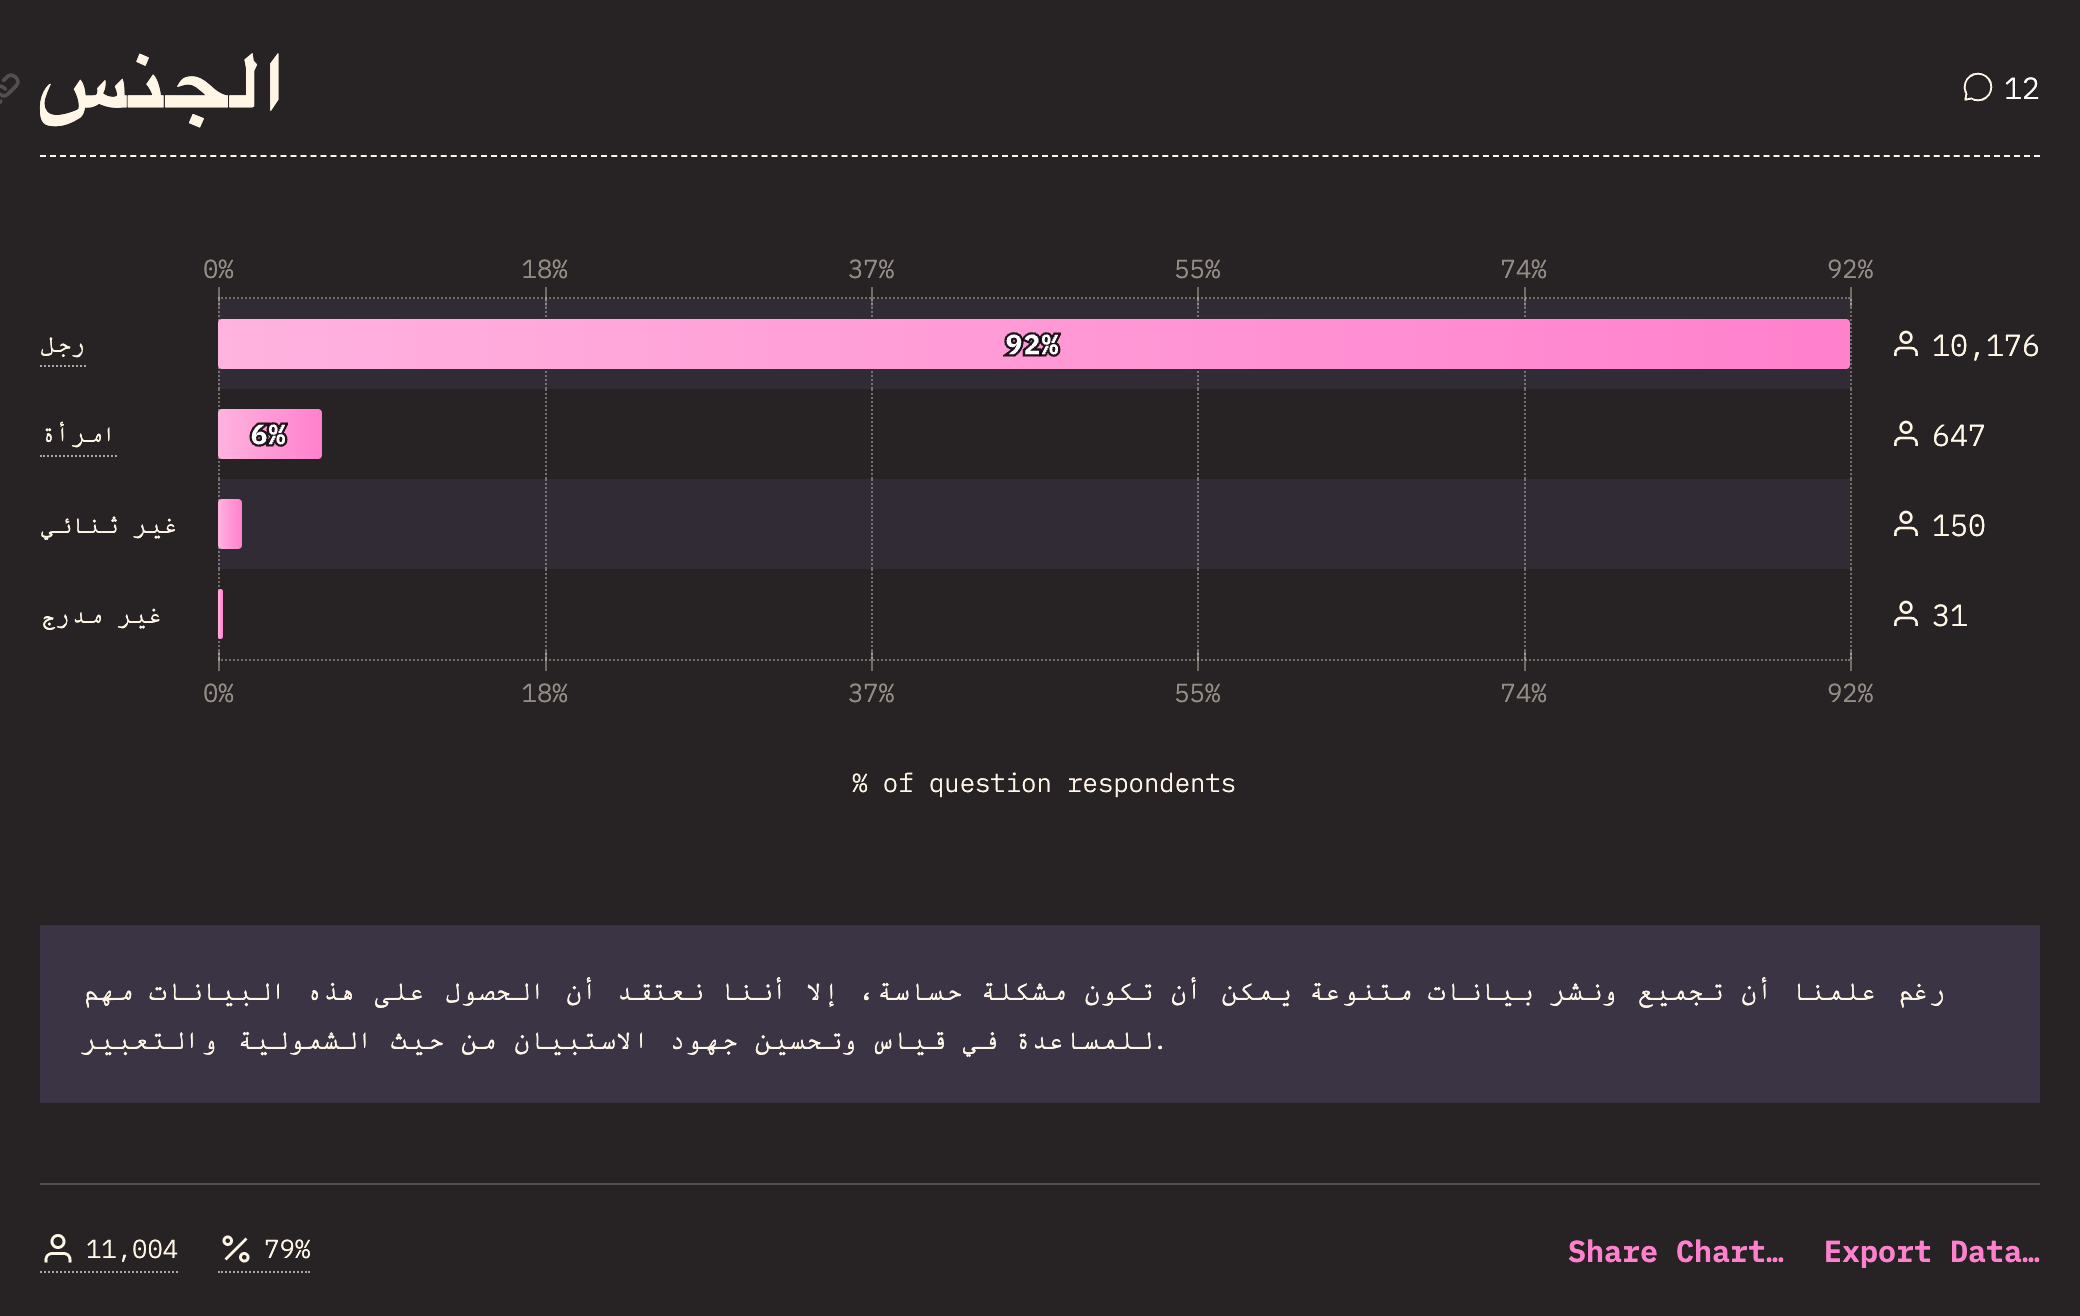 الجنس
12
0% 18% 37% 55% 74% 92%
رجل 92% 10,176
امرأة 6% 647
غير ثنائي 150
غير مدرج 31
0% 18% 37% 55% 74% 92%
% of question respondents
رغم علمنا أن تجميع ونشر بيانات متنوعة يمكن أن تكون مشكلة حساسة، إلا أننا نعتقد أن الحصول على هذه البيانات مهم
للمساعدة في قياس وتحسين جهود الاستبيان من حيث الشمولية والتعبير.
11,004 79% Share Chart… Export Data…